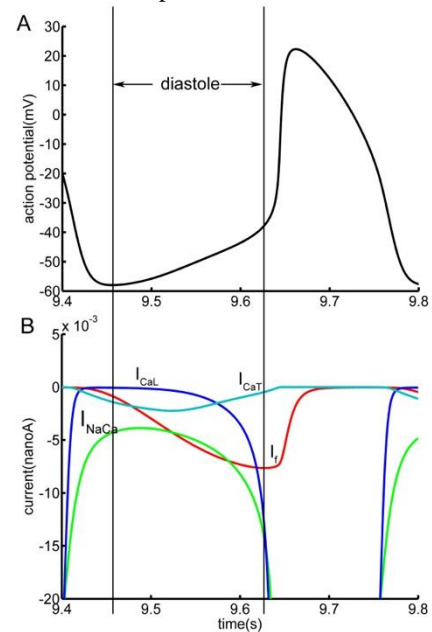 A
30
20
10
0
-10
-20
-30
-40
-50
-60
action potential(mV)
diastole
9.4 9.5 9.6 9.7 9.8
B
x 10^-3
5
0
-5
-10
-15
-20
current(nanoA)
I_CaL
I_CaT
I_NaCa
I_f
9.4 9.5 9.6 9.7 9.8
time(s)